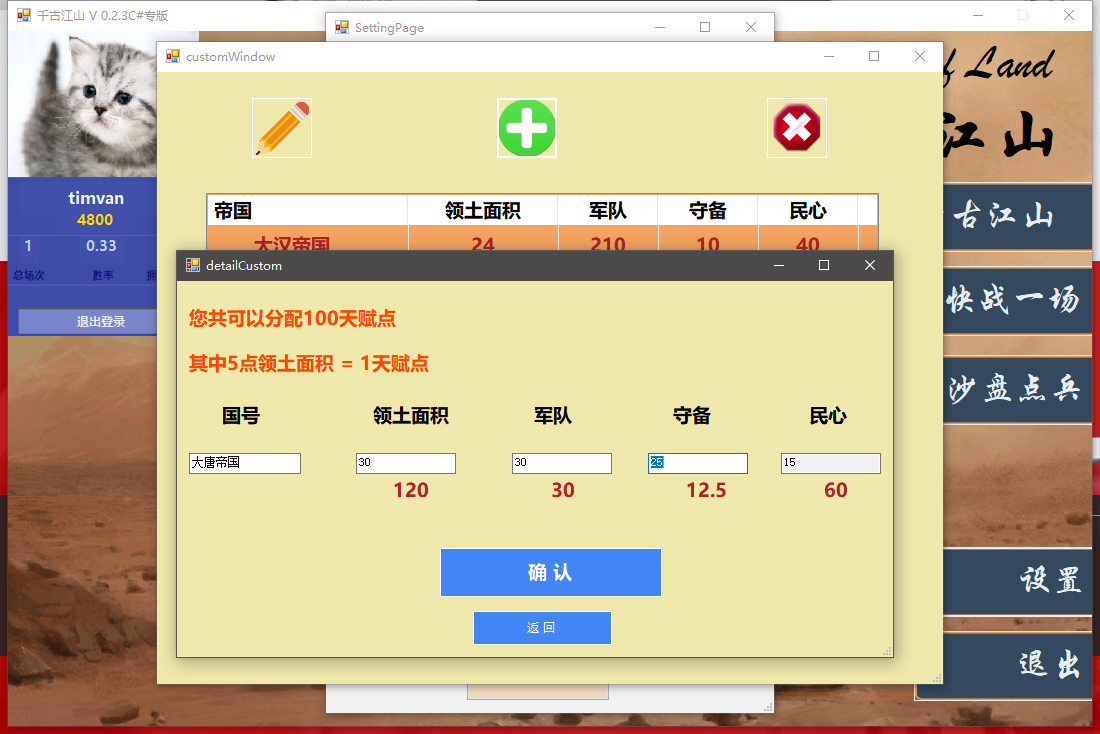 千古江山 V 0.2.3C#专版
SettingPage
customWindow
f Land
江山
timvan
4800
1 0.33
总场次 胜率 拥
退出登录
帝国 领土面积 军队 守备 民心
大汉帝国 24 210 10 40
detailCustom
您共可以分配100天赋点
其中5点领土面积 = 1天赋点
国号 领土面积 军队 守备 民心
大唐帝国 30 30 25 15
120 30 12.5 60
确 认
返 回
古江山
快战一场
沙盘点兵
设置
退出